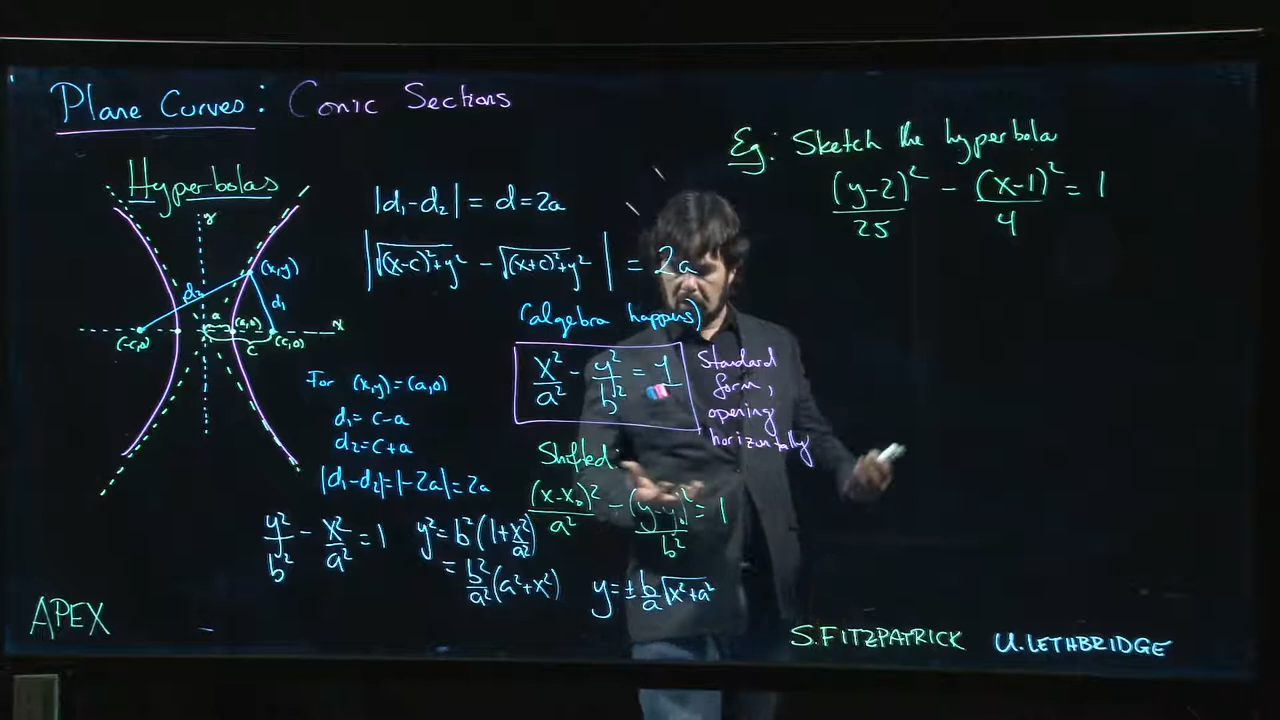 Plane Curves: Conic Sections
Hyperbolas
y
(x,y)
d₂
d₁
a
(a,0)
x
(-c,0)
c
(c,0)
|d₁-d₂| = d = 2a
|√(x-c)²+y² - √(x+c)²+y²| = 2a
(algebra happens)
x²/a² - y²/b² = 1
Standard
form,
opening
horizontally
For (x,y) = (a,0)
d₁ = c-a
d₂ = c+a
|d₁-d₂| = |-2a| = 2a
Shifted:
(x-x₀)²/a² - (y-y₀)²/b² = 1
y²/b² - x²/a² = 1
y² = b²(1+x²/a²)
= b²/a²(a²+x²)
y = ± b/a √x²+a²
Eg: Sketch the hyperbola
(y-2)²/25 - (x-1)²/4 = 1
APEX
S.FITZPATRICK U.LETHBRIDGE